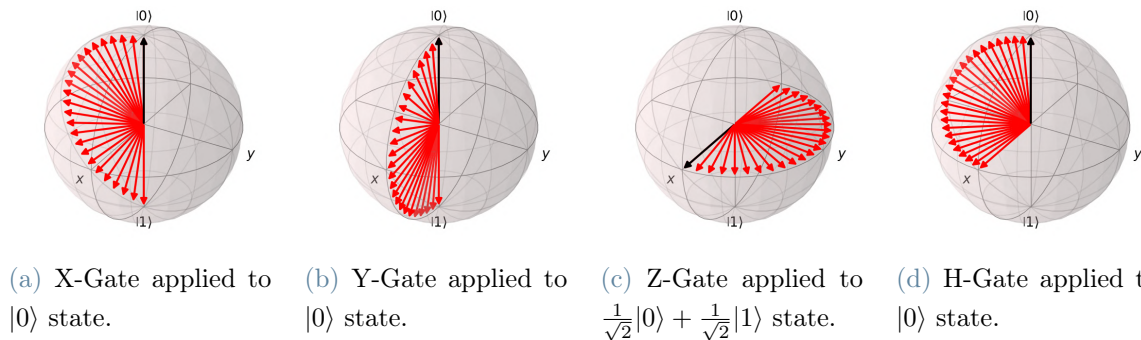 |0⟩ |0⟩ |0⟩ |0⟩
y y y
x x x x
|1⟩ |1⟩ |1⟩ |1⟩
(a) X-Gate applied to
|0⟩ state.
(b) Y-Gate applied to
|0⟩ state.
(c) Z-Gate applied to
1/√2|0⟩ + 1/√2|1⟩ state.
(d) H-Gate applied t
|0⟩ state.